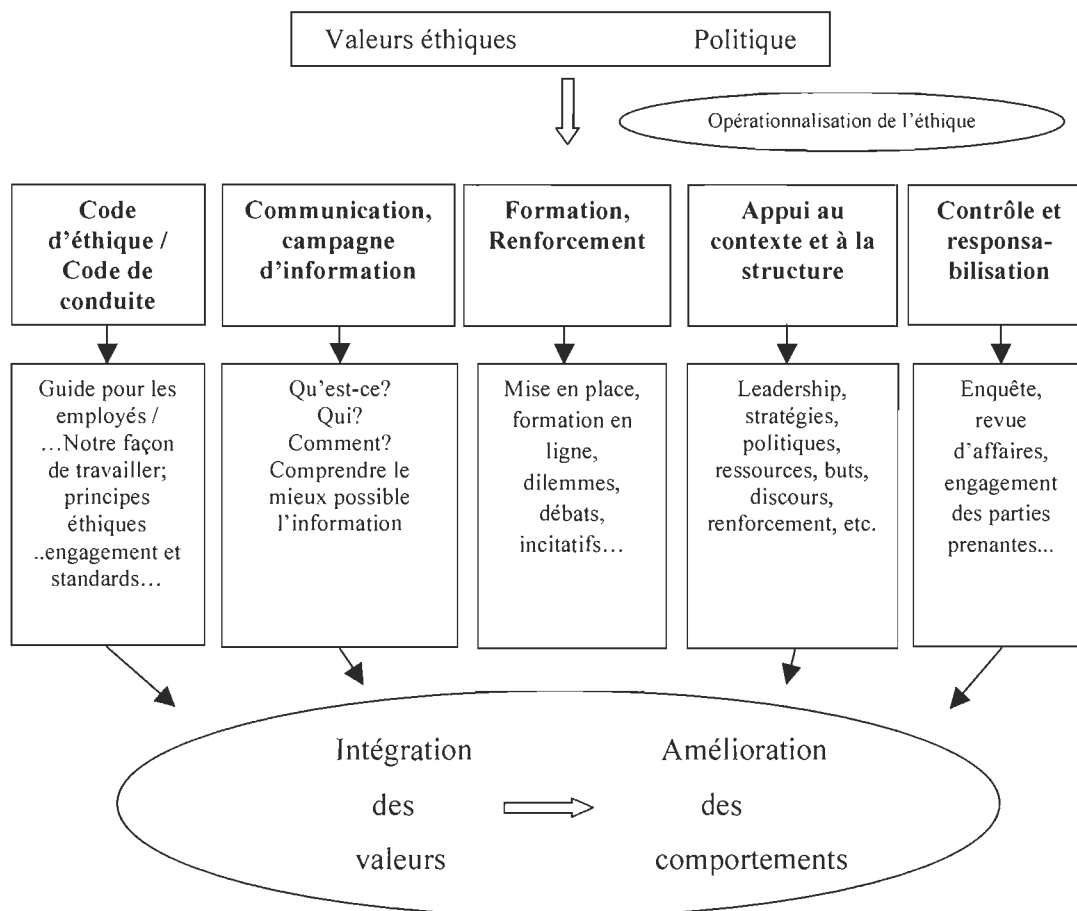 Valeurs éthiques Politique
Opérationnalisation de l'éthique
Code
d'éthique /
Code de
conduite
Communication,
campagne
d'information
Formation,
Renforcement
Appui au
contexte et à la
structure
Contrôle et
responsa-
bilisation
Guide pour les
employés /
…Notre façon
de travailler;
principes
éthiques
..engagement et
standards…
Qu'est-ce?
Qui?
Comment?
Comprendre le
mieux possible
l'information
Mise en place,
formation en
ligne,
dilemmes,
débats,
incitatifs…
Leadership,
stratégies,
politiques,
ressources, buts,
discours,
renforcement, etc.
Enquête,
revue
d'affaires,
engagement
des parties
prenantes...
Intégration
des
valeurs
Amélioration
des
comportements